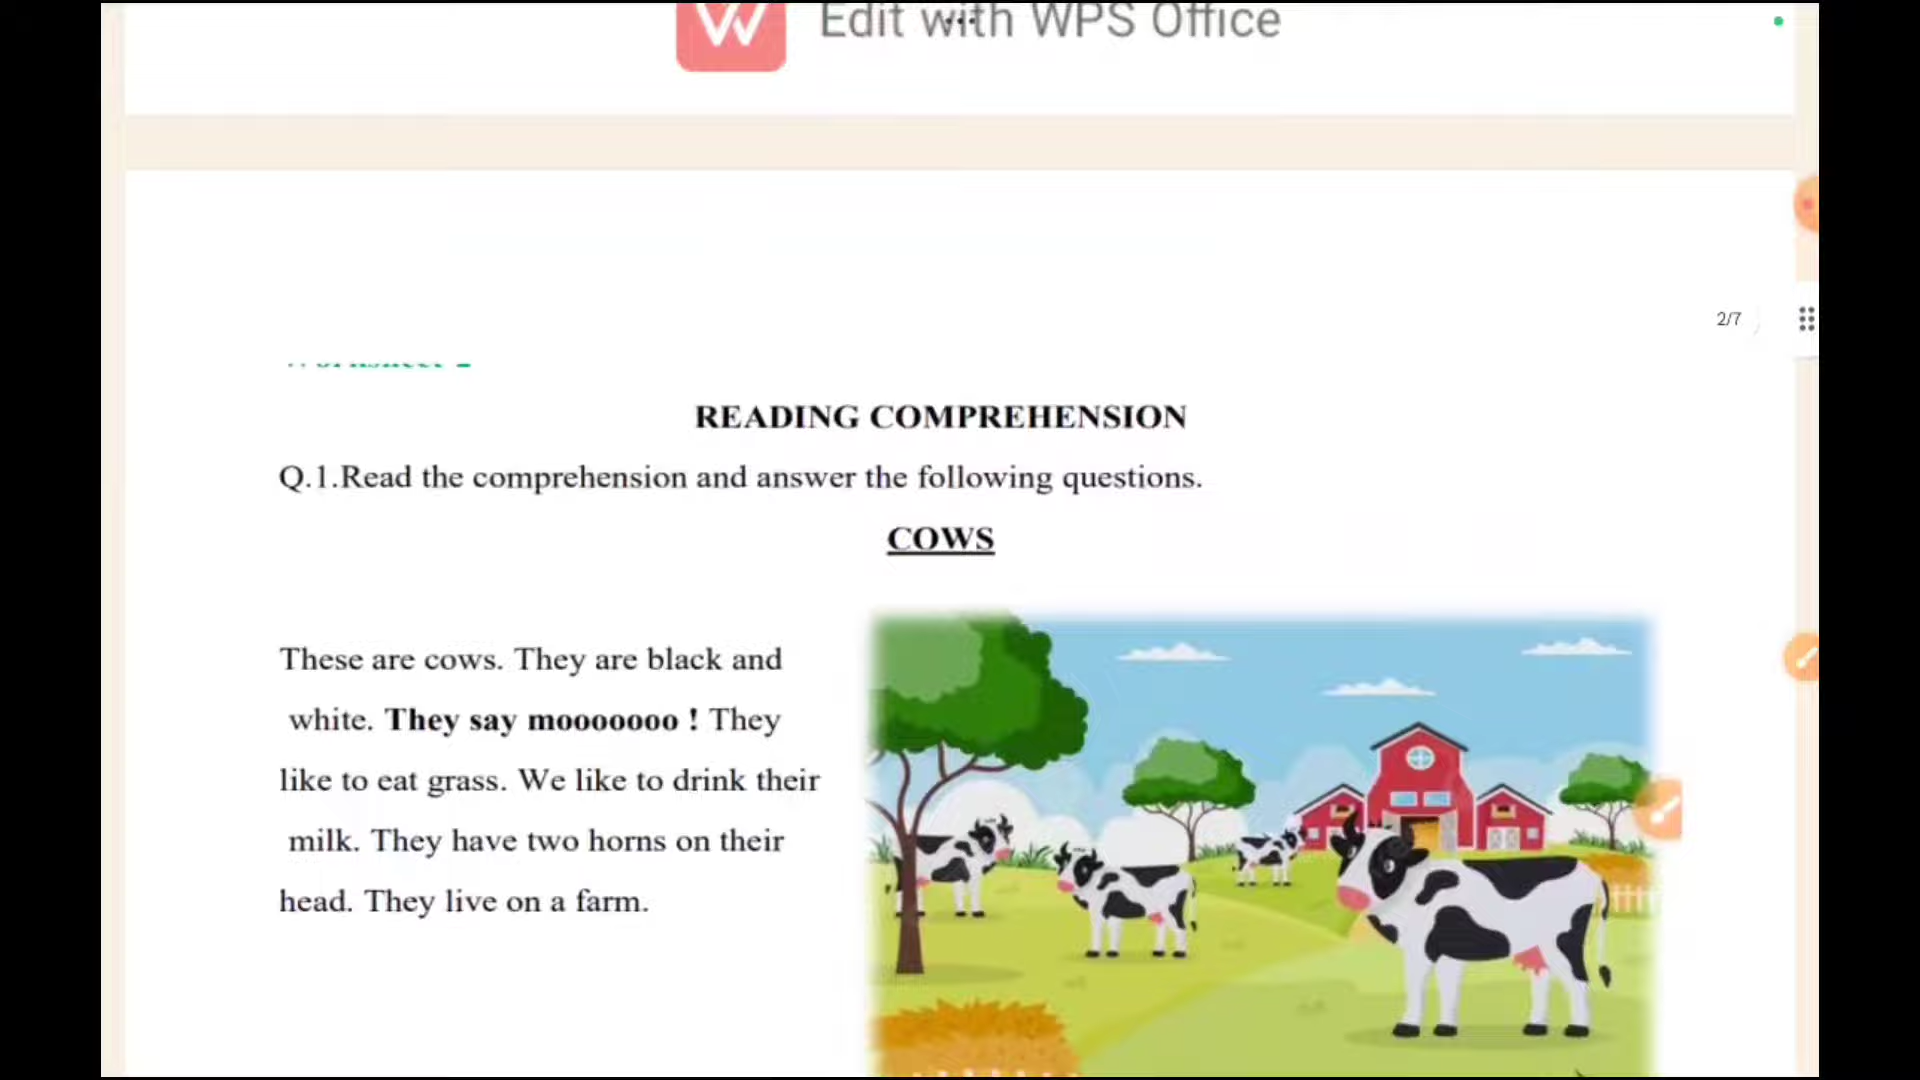 Edit with WPS Office
2/7
READING COMPREHENSION
Q.1.Read the comprehension and answer the following questions.
COWS
These are cows. They are black and
white. They say mooooooo ! They
like to eat grass. We like to drink their
milk. They have two horns on their
head. They live on a farm.